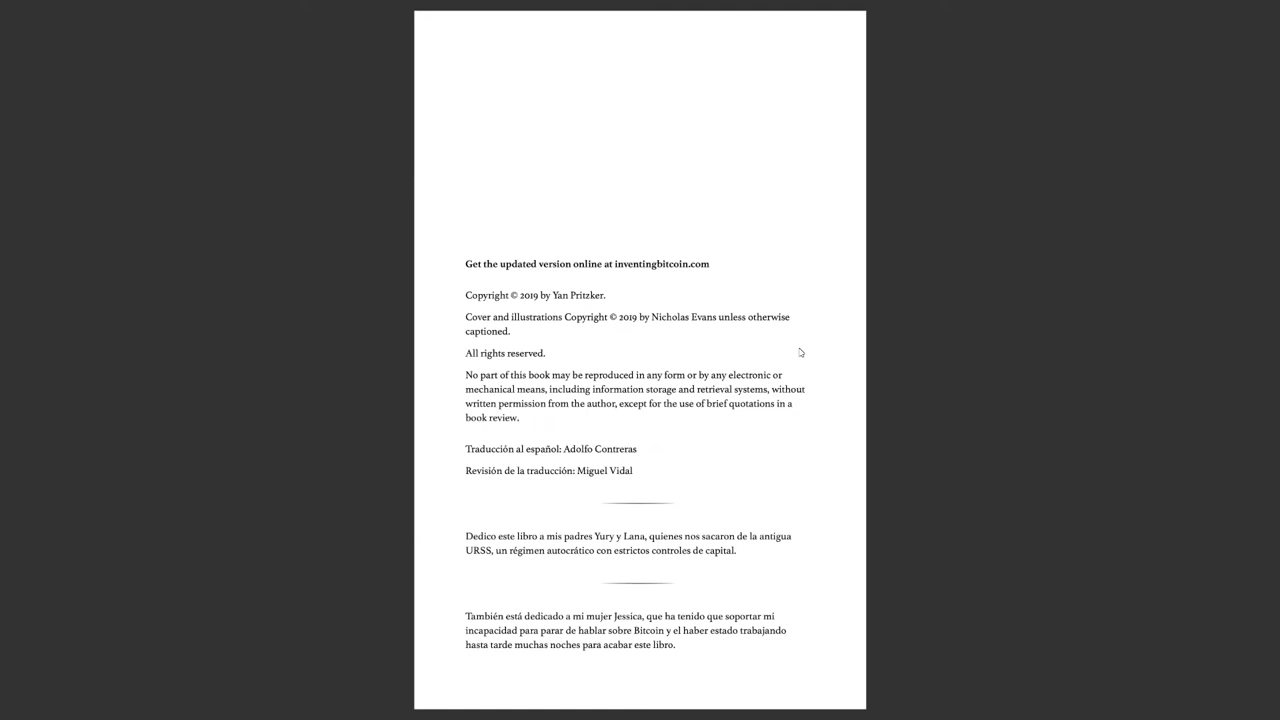 Get the updated version online at inventingbitcoin.com
Copyright © 2019 by Yan Pritzker.
Cover and illustrations Copyright © 2019 by Nicholas Evans unless otherwise
captioned.
All rights reserved.
No part of this book may be reproduced in any form or by any electronic or
mechanical means, including information storage and retrieval systems, without
written permission from the author, except for the use of brief quotations in a
book review.
Traducción al español: Adolfo Contreras
Revisión de la traducción: Miguel Vidal
Dedico este libro a mis padres Yury y Lana, quienes nos sacaron de la antigua
URSS, un régimen autocrático con estrictos controles de capital.
También está dedicado a mi mujer Jessica, que ha tenido que soportar mi
incapacidad para parar de hablar sobre Bitcoin y el haber estado trabajando
hasta tarde muchas noches para acabar este libro.